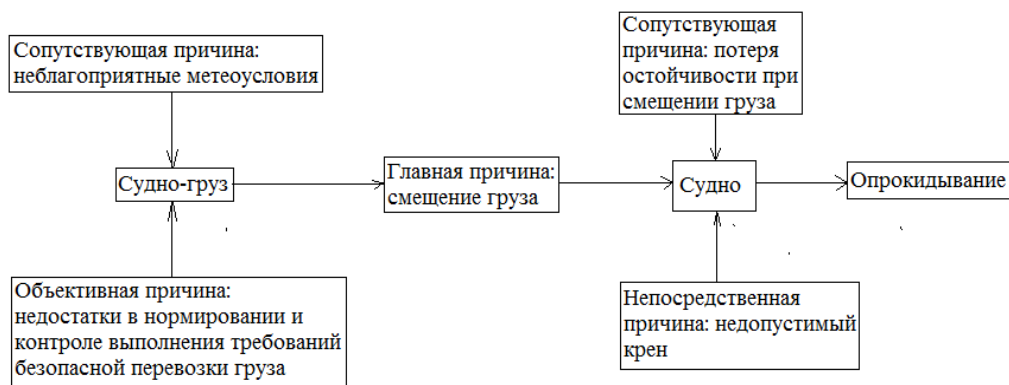 Сопутствующая причина:
неблагоприятные метеоусловия
Сопутствующая
причина: потеря
остойчивости при
смещении груза
Судно-груз
Главная причина:
смещение груза
Судно
Опрокидывание
Объективная причина:
недостатки в нормировании и
контроле выполнения требований
безопасной перевозки груза
Непосредственная
причина: недопустимый
крен